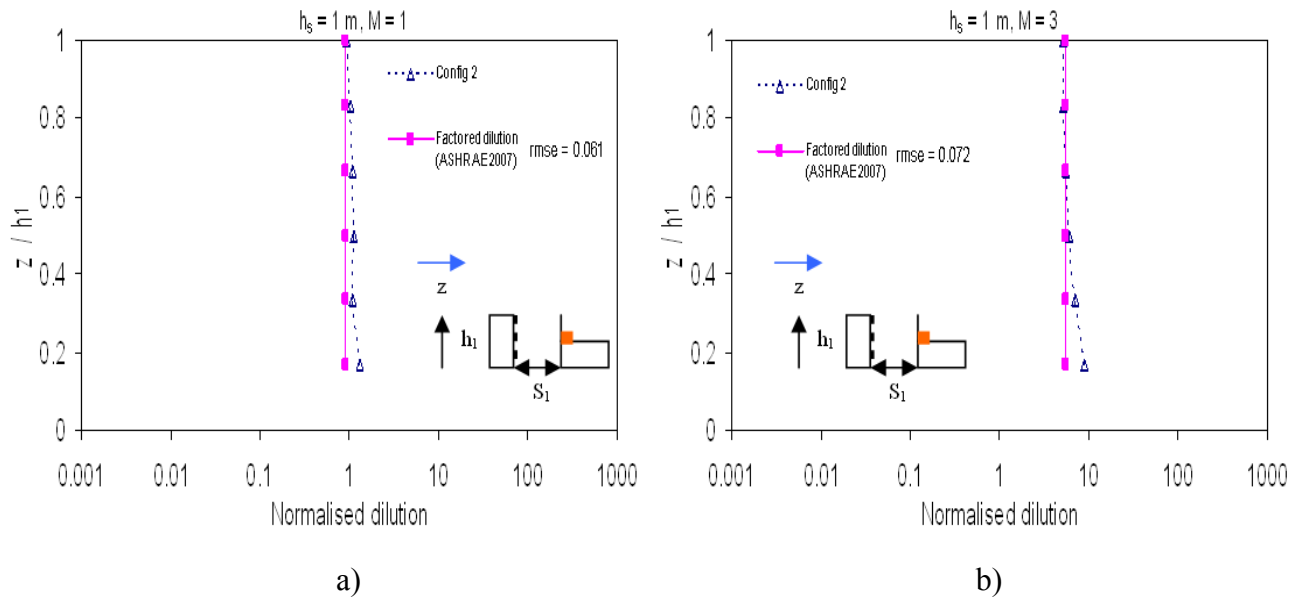 hs = 1 m, M = 1
1
0.8
0.6
0.4
0.2
0
z / h1
Config 2
Factored dilution
(ASHRAE2007)
rmse = 0.061
z
h1
S1
0.001
0.01
0.1
1
10
100
1000
Normalised dilution
a)
hs = 1 m, M = 3
1
0.8
0.6
0.4
0.2
0
z / h1
Config 2
Factored dilution
(ASHRAE2007)
rmse = 0.072
z
h1
S1
0.001
0.01
0.1
1
10
100
1000
Normalised dilution
b)